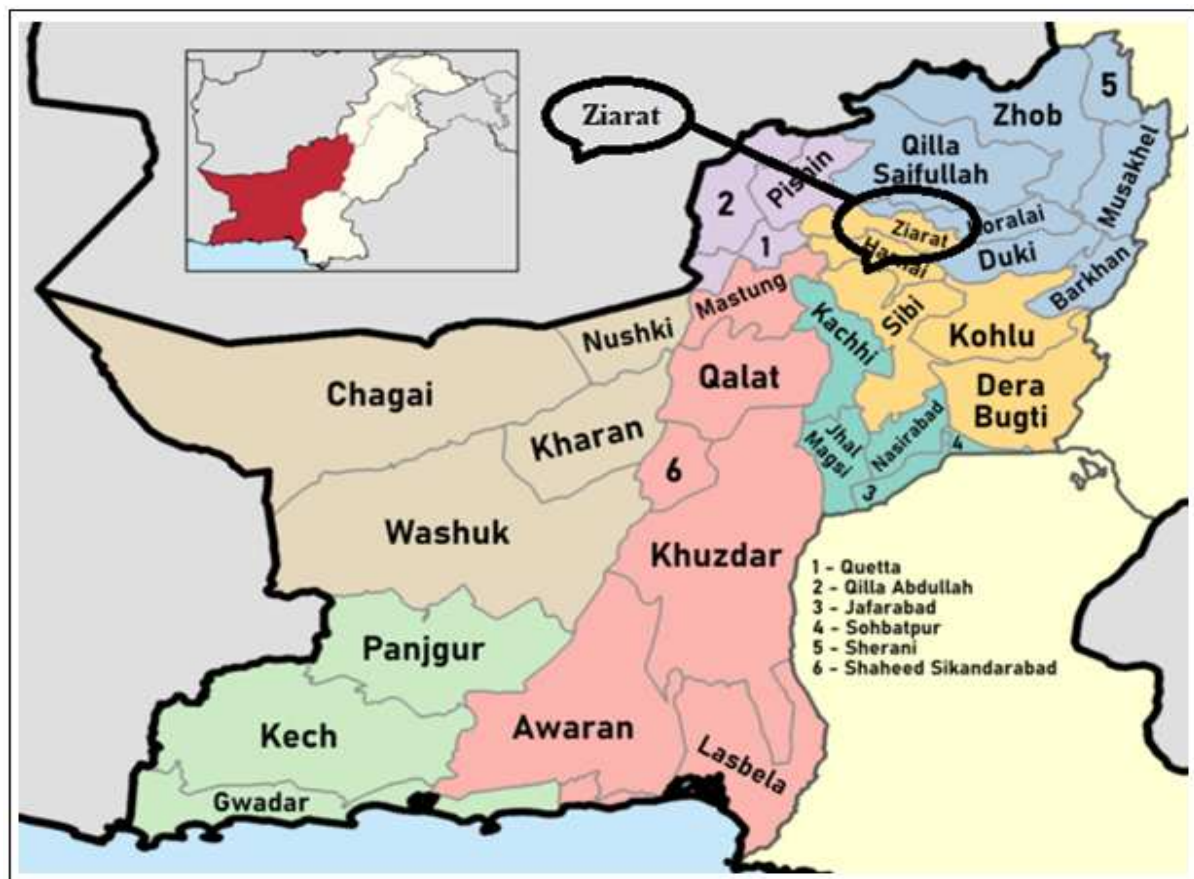 Ziarat
Zhob
5
Qilla
Saifullah
Musakhel
Pishin
2
Ziarat
Loralai
1
Harnai
Duki
Barkhan
Mastung
Sibi
Nushki
Kachhi
Kohlu
Qalat
Chagai
Dera
Bugti
Kharan
Jhal
Magsi
Nasirabad
4
6
3
Washuk
Khuzdar
1 - Quetta
2 - Qilla Abdullah
3 - Jafarabad
4 - Sohbatpur
5 - Sherani
6 - Shaheed Sikandarabad
Panjgur
Kech
Awaran
Lasbela
Gwadar